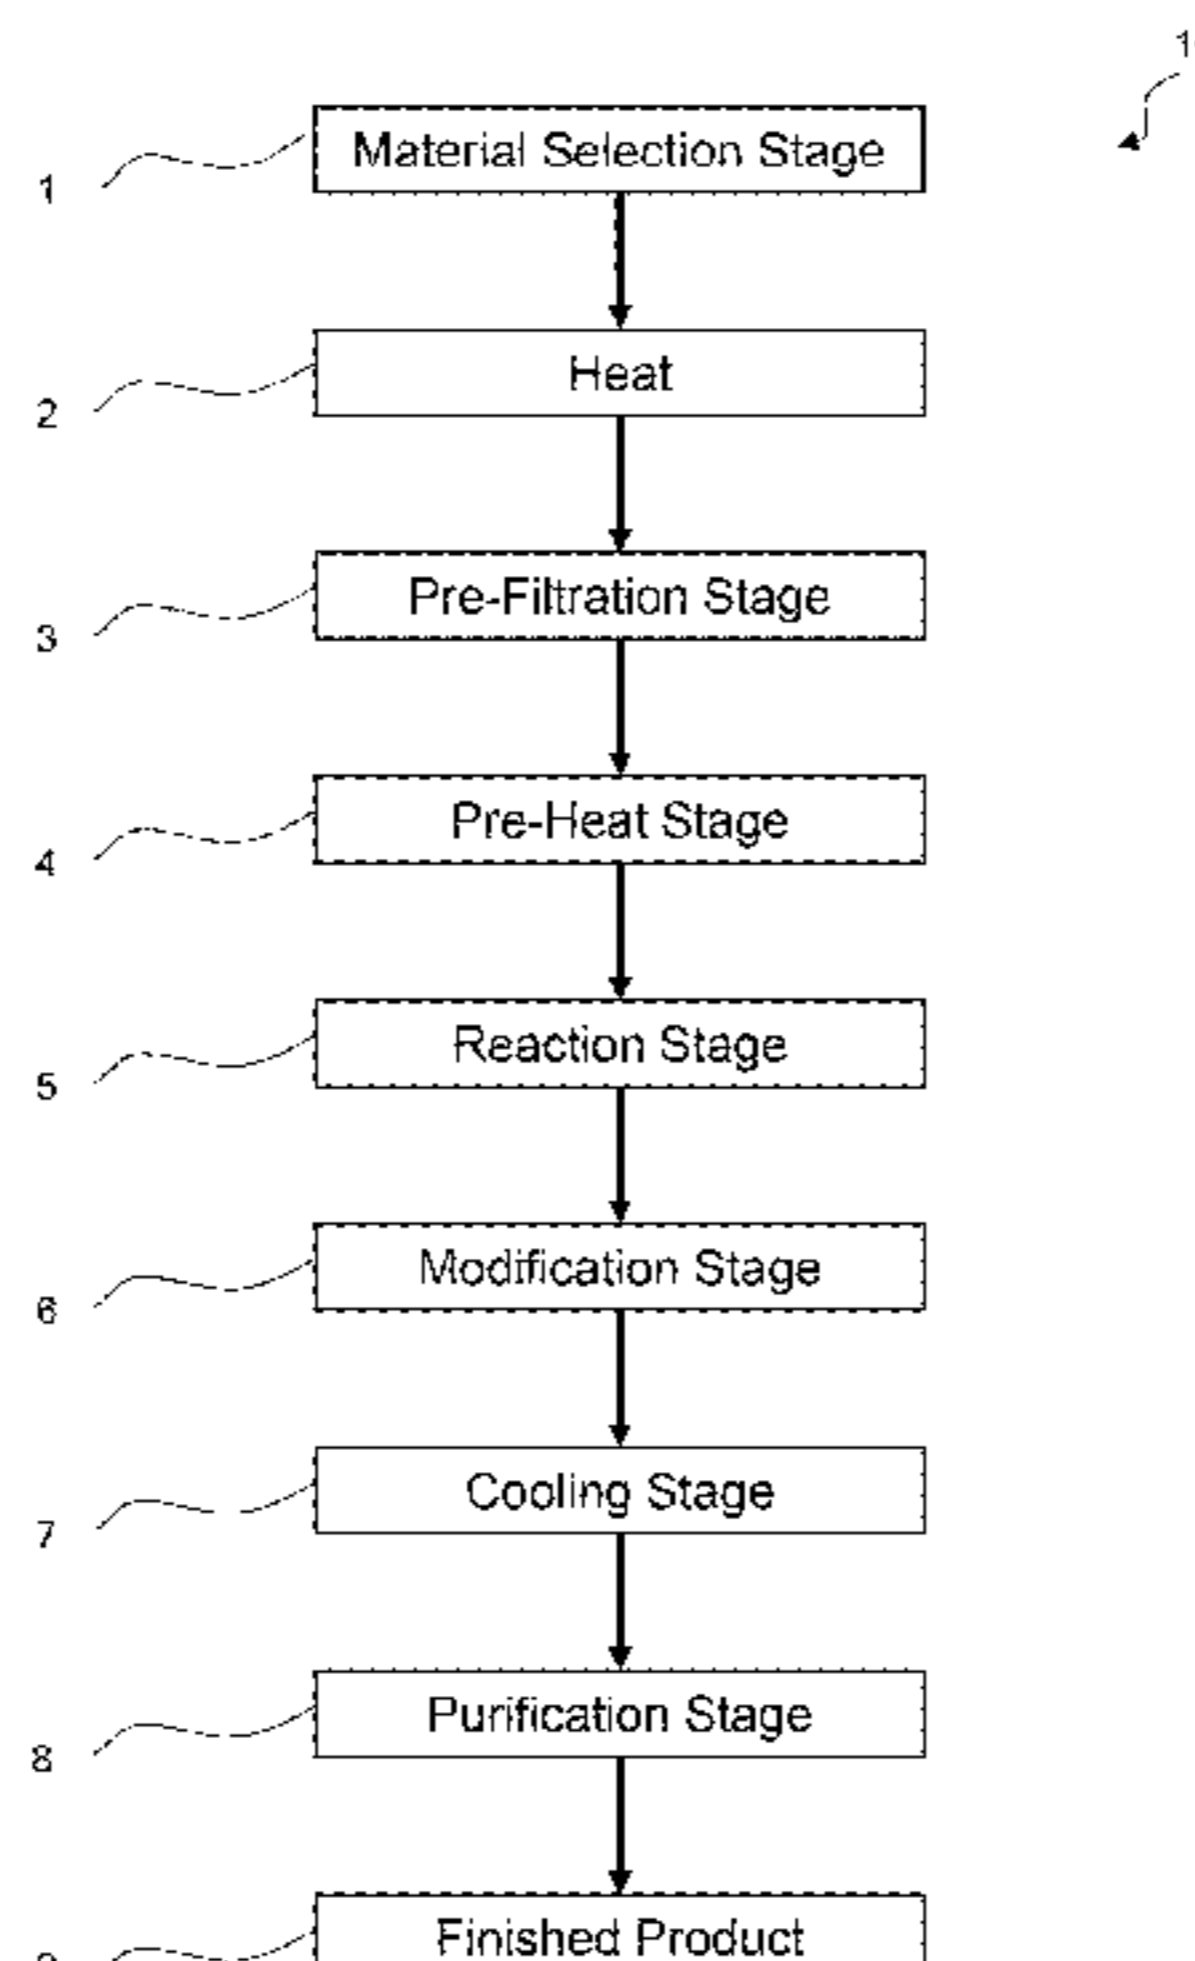 Material Selection Stage
1
Heat
2
Pre-Filtration Stage
3
Pre-Heat Stage
4
Reaction Stage
5
Modification Stage
6
Cooling Stage
7
Purification Stage
8
Finished Product